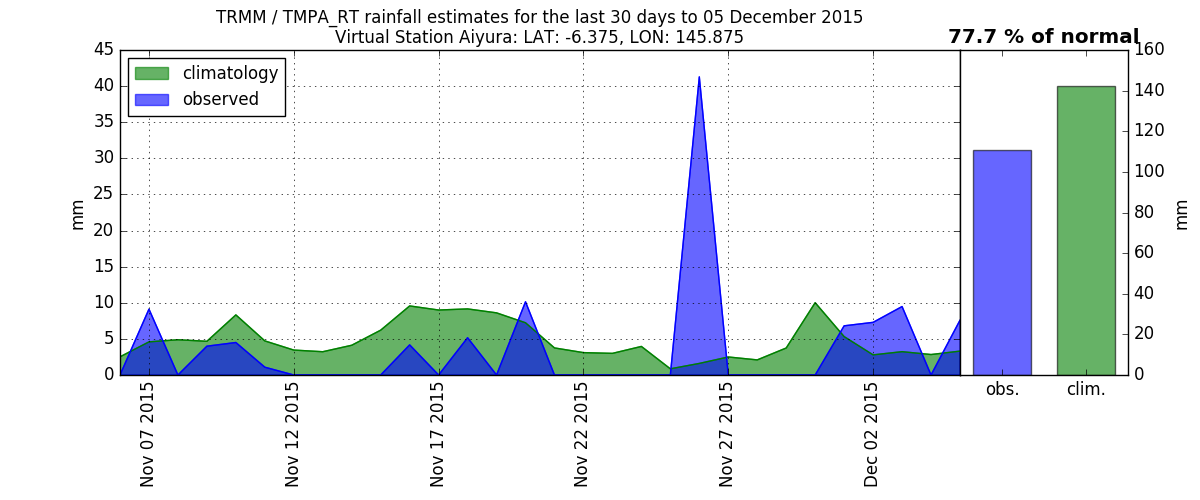 TRMM / TMPA_RT rainfall estimates for the last 30 days to 05 December 2015
Virtual Station Aiyura: LAT: -6.375, LON: 145.875
77.7 % of normal
climatology
observed
45
40
35
30
25
20
15
10
5
0
mm
Nov 07 2015
Nov 12 2015
Nov 17 2015
Nov 22 2015
Nov 27 2015
Dec 02 2015
160
140
120
100
80
60
40
20
0
mm
obs.
clim.